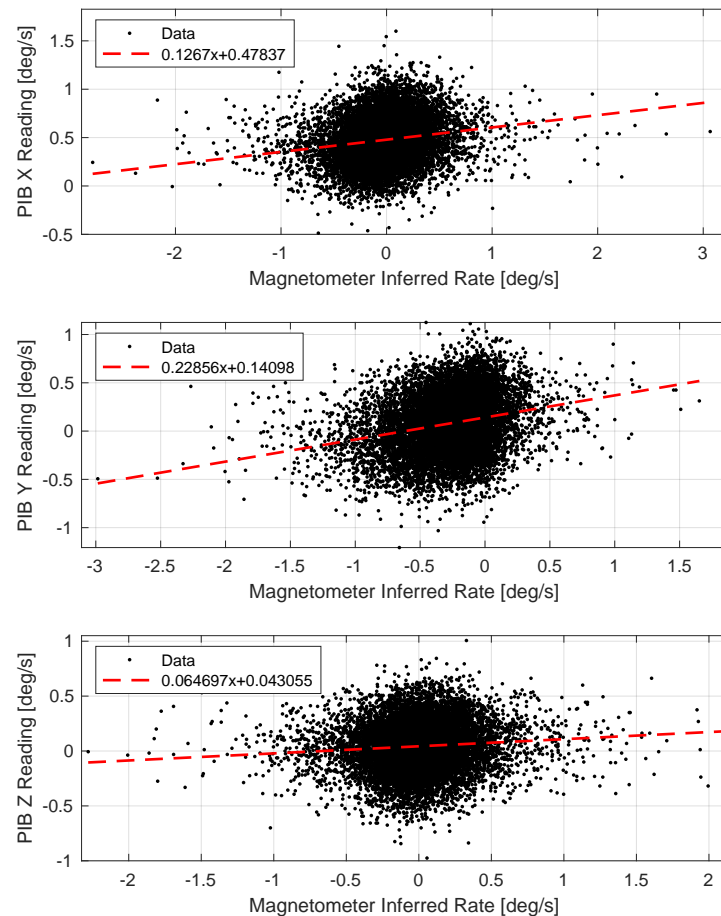 Data
0.1267x+0.47837
1.5
1
0.5
0
-0.5
PIB X Reading [deg/s]
-2 -1 0 1 2 3
Magnetometer Inferred Rate [deg/s]
Data
0.22856x+0.14098
1
0.5
0
-0.5
-1
PIB Y Reading [deg/s]
-3 -2.5 -2 -1.5 -1 -0.5 0 0.5 1 1.5
Magnetometer Inferred Rate [deg/s]
Data
0.064697x+0.043055
1
0.5
0
-0.5
-1
PIB Z Reading [deg/s]
-2 -1.5 -1 -0.5 0 0.5 1 1.5 2
Magnetometer Inferred Rate [deg/s]